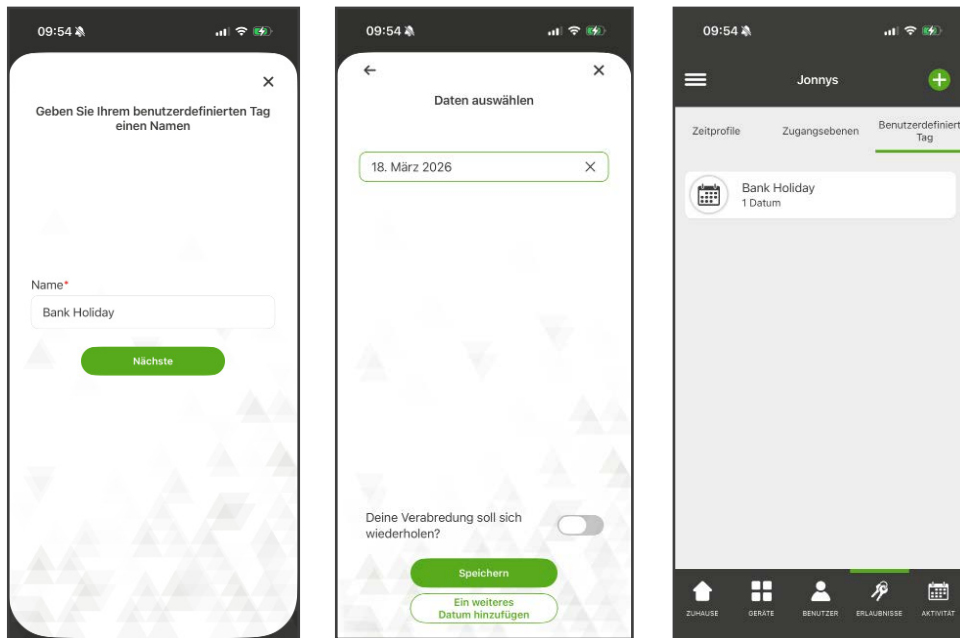 09:54
Geben Sie Ihrem benutzerdefinierten Tag
einen Namen
Name*
Bank Holiday
Nächste
09:54
Daten auswählen
18. März 2026
Deine Verabredung soll sich
wiederholen?
Speichern
Ein weiteres
Datum hinzufügen
09:54
Jonnys
Zeitprofile
Zugangsebenen
Benutzerdefiniert
Tag
Bank Holiday
1 Datum
ZUHAUSE
GERÄTE
BENUTZER
ERLAUBNISSE
AKTIVITÄT